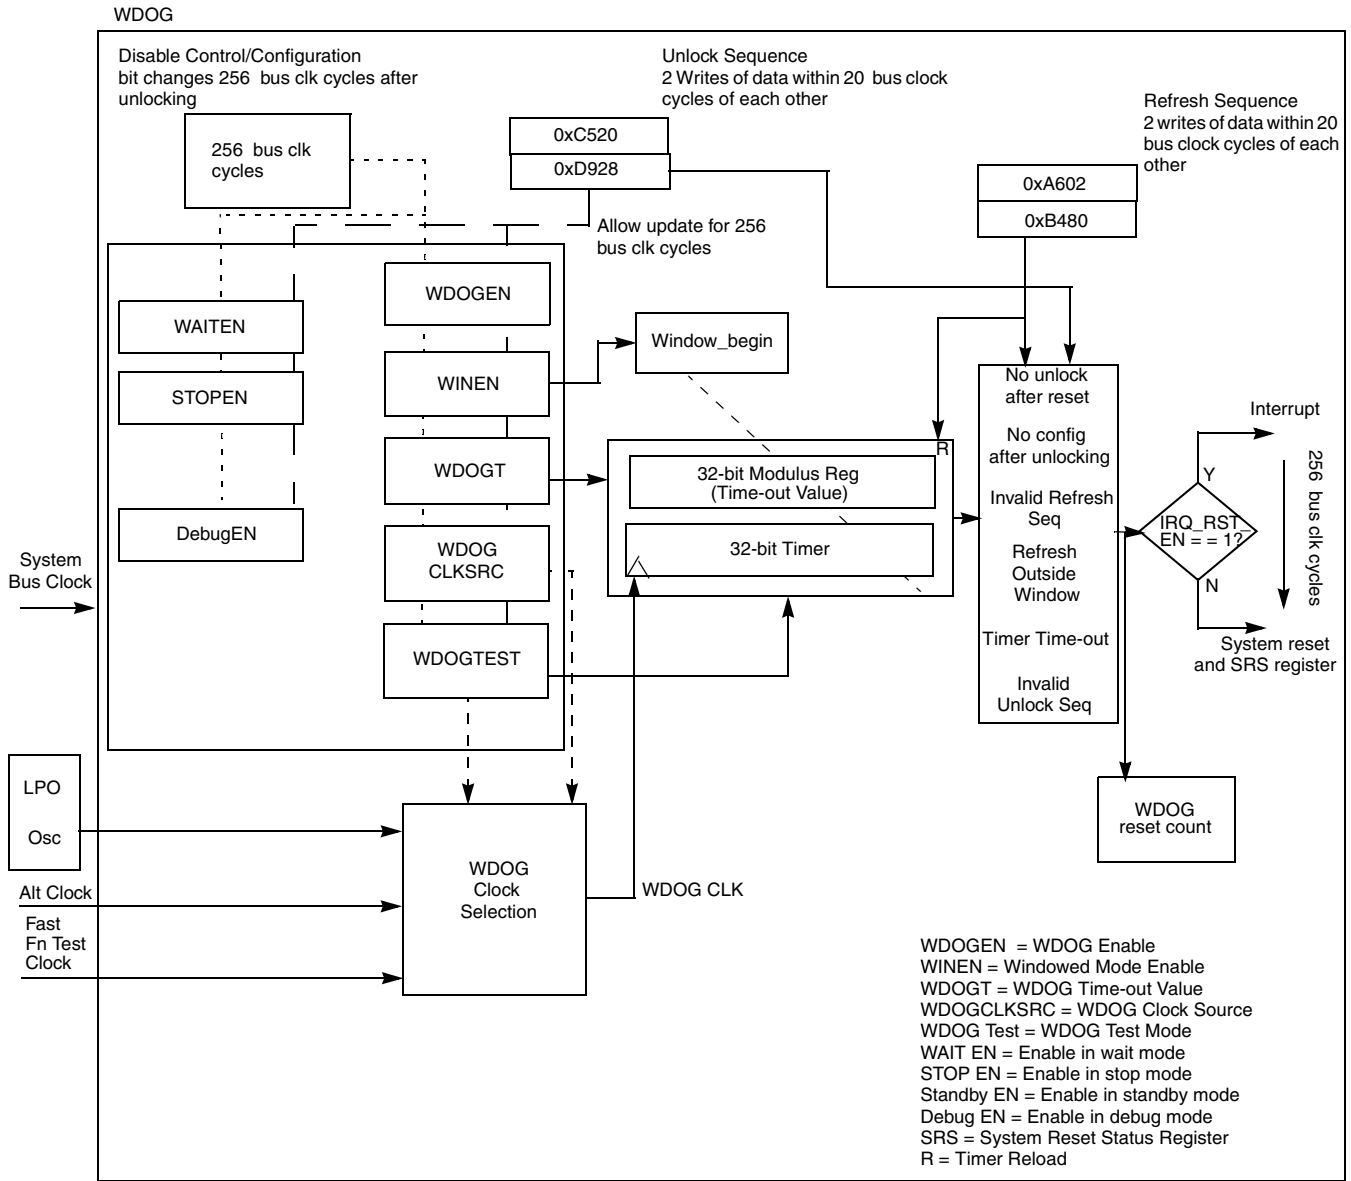 WDOG
Disable Control/Configuration
bit changes 256 bus clk cycles after
unlocking
Unlock Sequence
2 Writes of data within 20 bus clock
cycles of each other
Refresh Sequence
2 writes of data within 20
bus clock cycles of each
other
256 bus clk
cycles
0xC520
0xD928
0xA602
0xB480
Allow update for 256
bus clk cycles
WDOGEN
WAITEN
WINEN
STOPEN
WDOGT
DebugEN
WDOG
CLKSRC
WDOGTEST
Window_begin
R
32-bit Modulus Reg
(Time-out Value)
32-bit Timer
No unlock
after reset
No config
after unlocking
Invalid Refresh
Seq
Refresh
Outside
Window
Timer Time-out
Invalid
Unlock Seq
Interrupt
Y
IRQ_RST_
EN = = 1?
N
256 bus clk cycles
System reset
and SRS register
System
Bus Clock
LPO
Osc
Alt Clock
Fast
Fn Test
Clock
WDOG
Clock
Selection
WDOG CLK
WDOG
reset count
WDOGEN = WDOG Enable
WINEN = Windowed Mode Enable
WDOGT = WDOG Time-out Value
WDOGCLKSRC = WDOG Clock Source
WDOG Test = WDOG Test Mode
WAIT EN = Enable in wait mode
STOP EN = Enable in stop mode
Standby EN = Enable in standby mode
Debug EN = Enable in debug mode
SRS = System Reset Status Register
R = Timer Reload